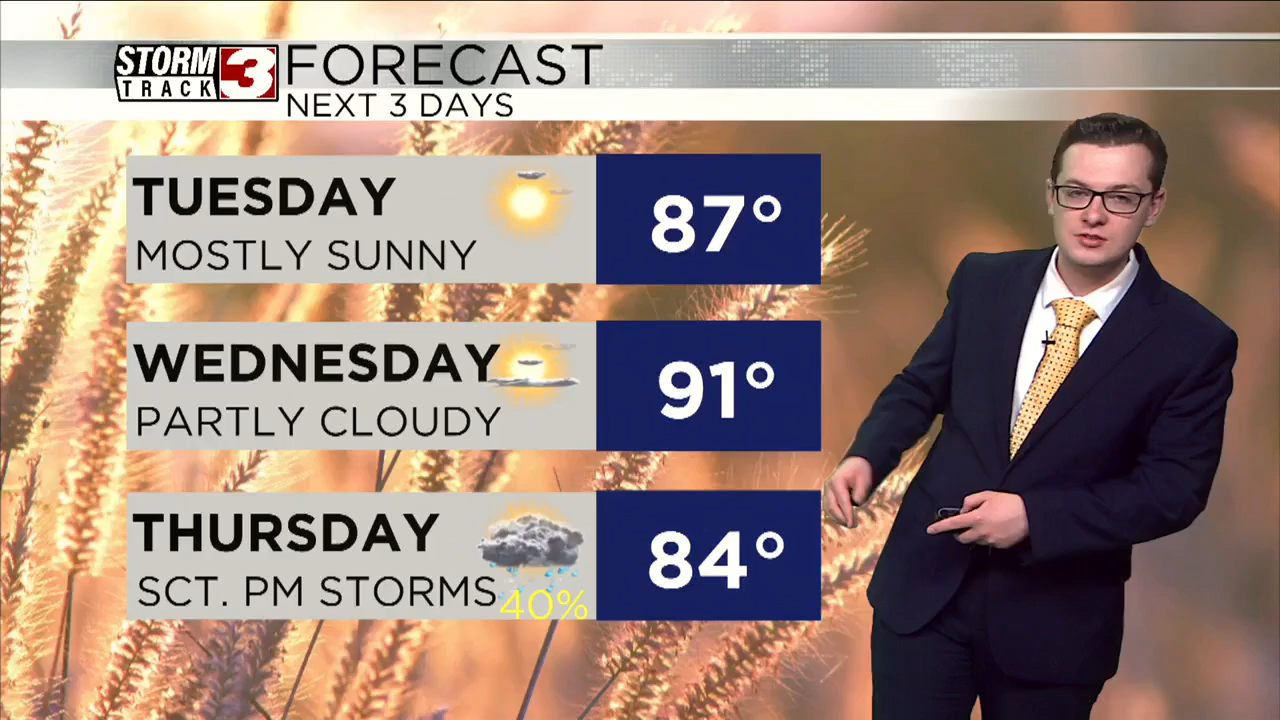 STORM
TRACK 3
FORECAST
NEXT 3 DAYS
TUESDAY
MOSTLY SUNNY
87°
WEDNESDAY
PARTLY CLOUDY
91°
THURSDAY
SCT. PM STORMS
40%
84°